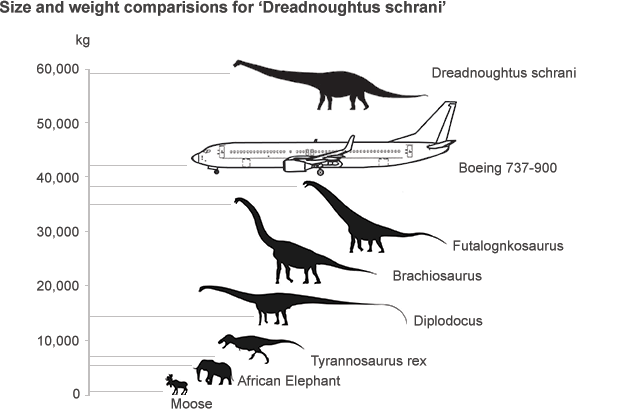 Size and weight comparisions for ‘Dreadnoughtus schrani’
kg
60,000
Dreadnoughtus schrani
50,000
Boeing 737-900
40,000
Futalognkosaurus
30,000
Brachiosaurus
20,000
Diplodocus
10,000
Tyrannosaurus rex
African Elephant
0
Moose